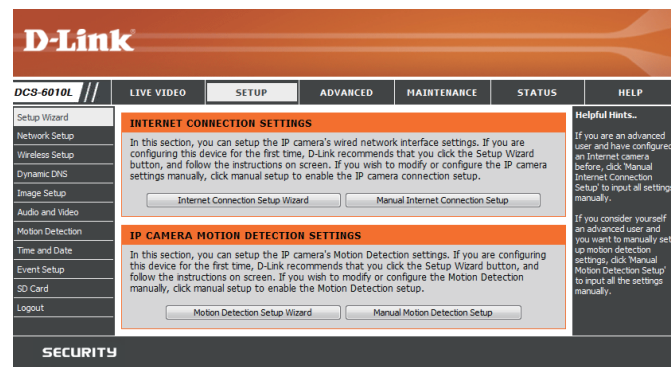 D-Link
DCS-6010L // LIVE VIDEO SETUP ADVANCED MAINTENANCE STATUS HELP
Setup Wizard
Network Setup
Wireless Setup
Dynamic DNS
Image Setup
Audio and Video
Motion Detection
Time and Date
Event Setup
SD Card
Logout
INTERNET CONNECTION SETTINGS
In this section, you can setup the IP camera's wired network interface settings. If you are
configuring this device for the first time, D-Link recommends that you click the Setup Wizard
button, and follow the instructions on screen. If you wish to modify or configure the IP camera
settings manually, click manual setup to enable the IP camera connection setup.
Internet Connection Setup Wizard Manual Internet Connection Setup
IP CAMERA MOTION DETECTION SETTINGS
In this section, you can setup the IP camera's Motion Detection settings. If you are configuring
this device for the first time, D-Link recommends that you click the Setup Wizard button, and
follow the instructions on screen. If you wish to modify or configure the Motion Detection
manually, click manual setup to enable the Motion Detection setup.
Motion Detection Setup Wizard Manual Motion Detection Setup
Helpful Hints..
If you are an advanced
user and have configured
an Internet camera
before, click 'Manual
Internet Connection
Setup' to input all settings
manually.
If you consider yourself
an advanced user and
you want to manually set
up motion detection
settings, click 'Manual
Motion Detection Setup'
to input all the settings
manually.
SECURITY